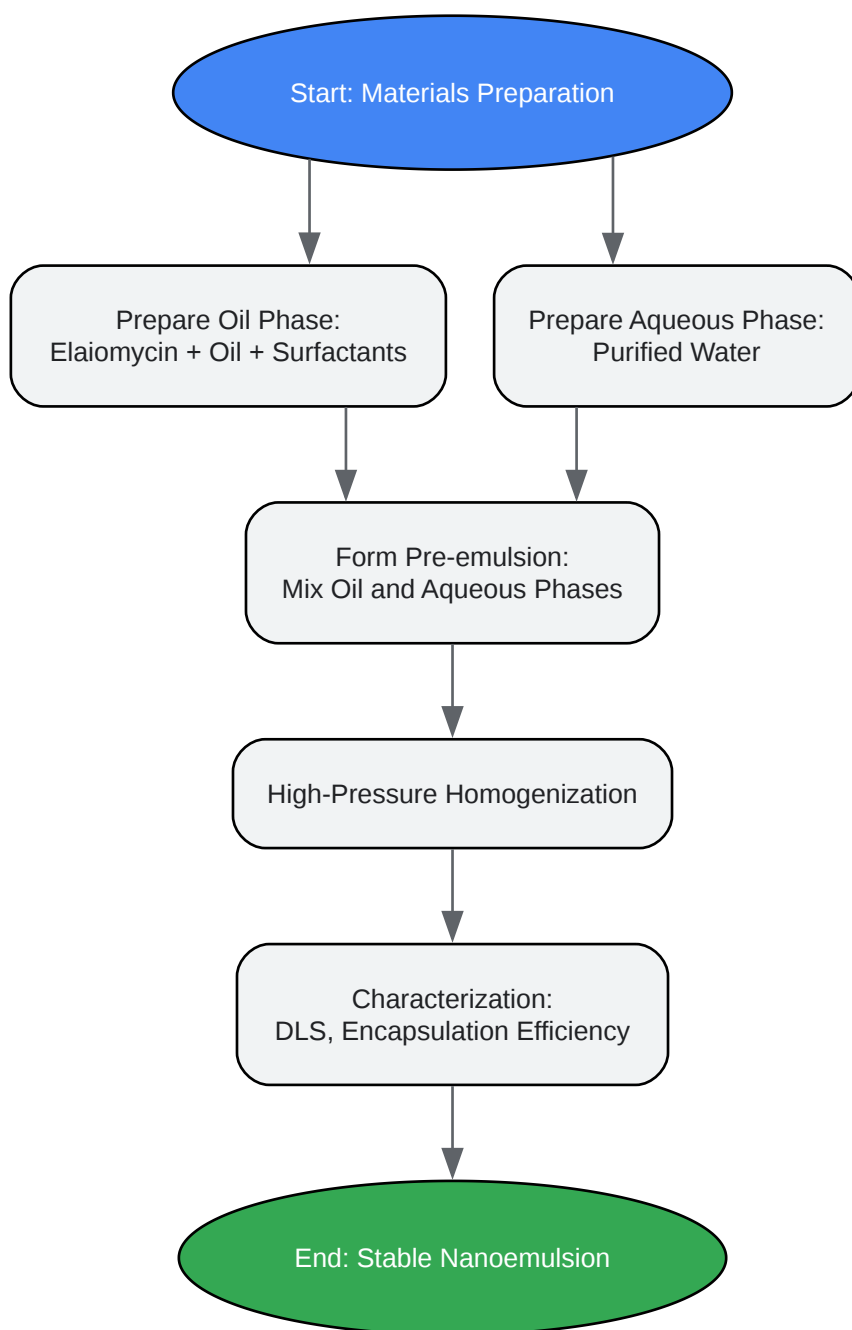 Start: Materials Preparation
Prepare Oil Phase:
Elaiomycin + Oil + Surfactants
Prepare Aqueous Phase:
Purified Water
Form Pre-emulsion:
Mix Oil and Aqueous Phases
High-Pressure Homogenization
Characterization:
DLS, Encapsulation Efficiency
End: Stable Nanoemulsion